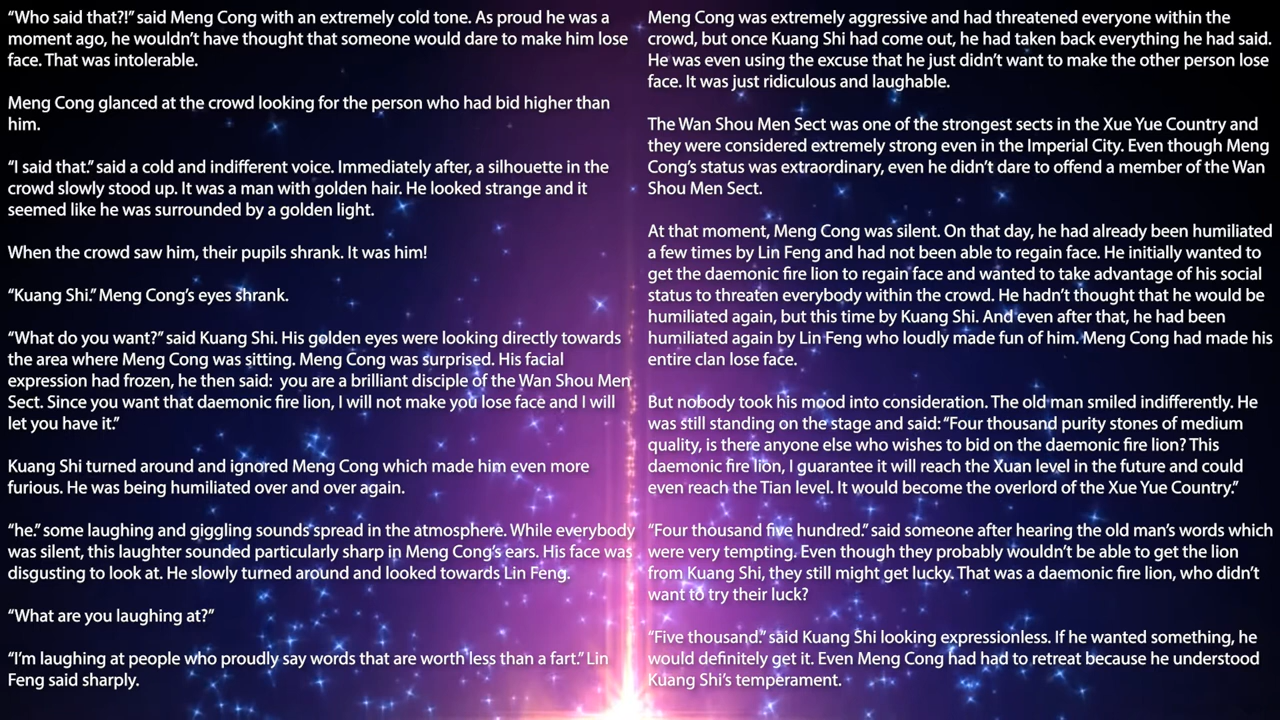 “Who said that?!” said Meng Cong with an extremely cold tone. As proud he was a
moment ago, he wouldn’t have thought that someone would dare to make him lose
face. That was intolerable.
Meng Cong glanced at the crowd looking for the person who had bid higher than
him.
“I said that.” said a cold and indifferent voice. Immediately after, a silhouette in the
crowd slowly stood up. It was a man with golden hair. He looked strange and it
seemed like he was surrounded by a golden light.
When the crowd saw him, their pupils shrank. It was him!
“Kuang Shi.” Meng Cong’s eyes shrank.
“What do you want?” said Kuang Shi. His golden eyes were looking directly towards
the area where Meng Cong was sitting. Meng Cong was surprised. His facial
expression had frozen, he then said:  you are a brilliant disciple of the Wan Shou Men
Sect. Since you want that daemonic fire lion, I will not make you lose face and I will
let you have it.”
Kuang Shi turned around and ignored Meng Cong which made him even more
furious. He was being humiliated over and over again.
“he.” some laughing and giggling sounds spread in the atmosphere. While everybody
was silent, this laughter sounded particularly sharp in Meng Cong’s ears. His face was
disgusting to look at. He slowly turned around and looked towards Lin Feng.
“What are you laughing at?”
“I’m laughing at people who proudly say words that are worth less than a fart.” Lin
Feng said sharply.
Meng Cong was extremely aggressive and had threatened everyone within the
crowd, but once Kuang Shi had come out, he had taken back everything he had said.
He was even using the excuse that he just didn’t want to make the other person lose
face. It was just ridiculous and laughable.
The Wan Shou Men Sect was one of the strongest sects in the Xue Yue Country and
they were considered extremely strong even in the Imperial City. Even though Meng
Cong’s status was extraordinary, even he didn’t dare to offend a member of the Wan
Shou Men Sect.
At that moment, Meng Cong was silent. On that day, he had already been humiliated
a few times by Lin Feng and had not been able to regain face. He initially wanted to
get the daemonic fire lion to regain face and wanted to take advantage of his social
status to threaten everybody within the crowd. He hadn’t thought that he would be
humiliated again, but this time by Kuang Shi. And even after that, he had been
humiliated again by Lin Feng who loudly made fun of him. Meng Cong had made his
entire clan lose face.
But nobody took his mood into consideration. The old man smiled indifferently. He
was still standing on the stage and said: “Four thousand purity stones of medium
quality, is there anyone else who wishes to bid on the daemonic fire lion? This
daemonic fire lion, I guarantee it will reach the Xuan level in the future and could
even reach the Tian level. It would become the overlord of the Xue Yue Country.”
“Four thousand five hundred.” said someone after hearing the old man’s words which
were very tempting. Even though they probably wouldn’t be able to get the lion
from Kuang Shi, they still might get lucky. That was a daemonic fire lion, who didn’t
want to try their luck?
“Five thousand.” said Kuang Shi looking expressionless. If he wanted something, he
would definitely get it. Even Meng Cong had had to retreat because he understood
Kuang Shi’s temperament.